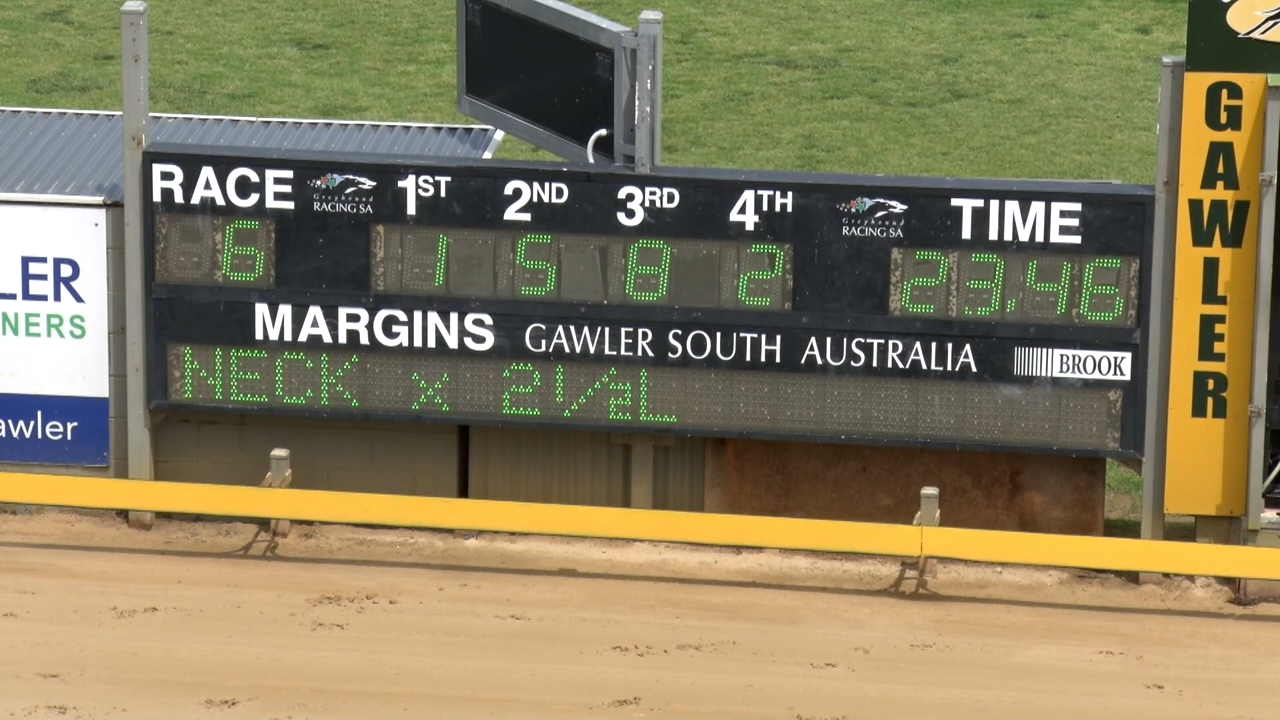 RACE Greyhound RACING SA 1ST 2ND 3RD 4TH Greyhound RACING SA TIME
6 1 5 8 2 23.46
MARGINS GAWLER SOUTH AUSTRALIA BROOK
NECK x 2½L
LER
NERS
awler
GAWLER